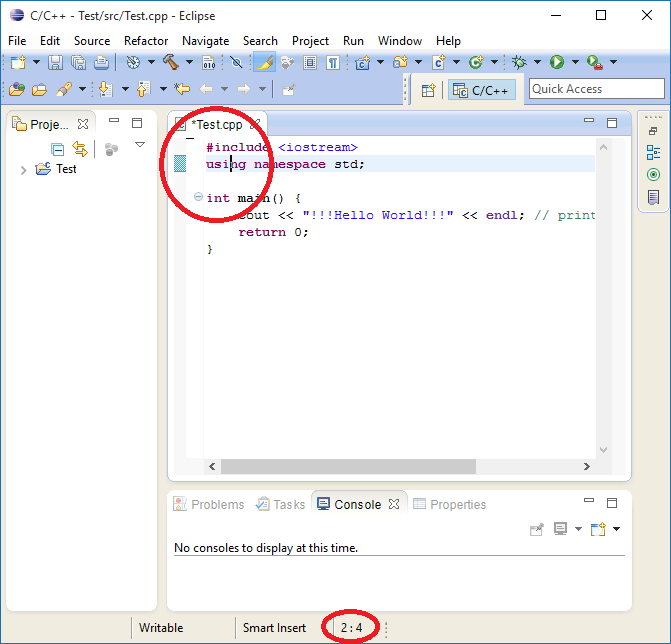 C/C++ - Test/src/Test.cpp - Eclipse
File Edit Source Refactor Navigate Search Project Run Window Help
010
C/C++ Quick Access
Proje... *Test.cpp
Test
#include <iostream>
using namespace std;
int main() {
cout << "!!!Hello World!!!" << endl; // print
return 0;
}
Problems Tasks Console Properties
No consoles to display at this time.
Writable Smart Insert 2 : 4